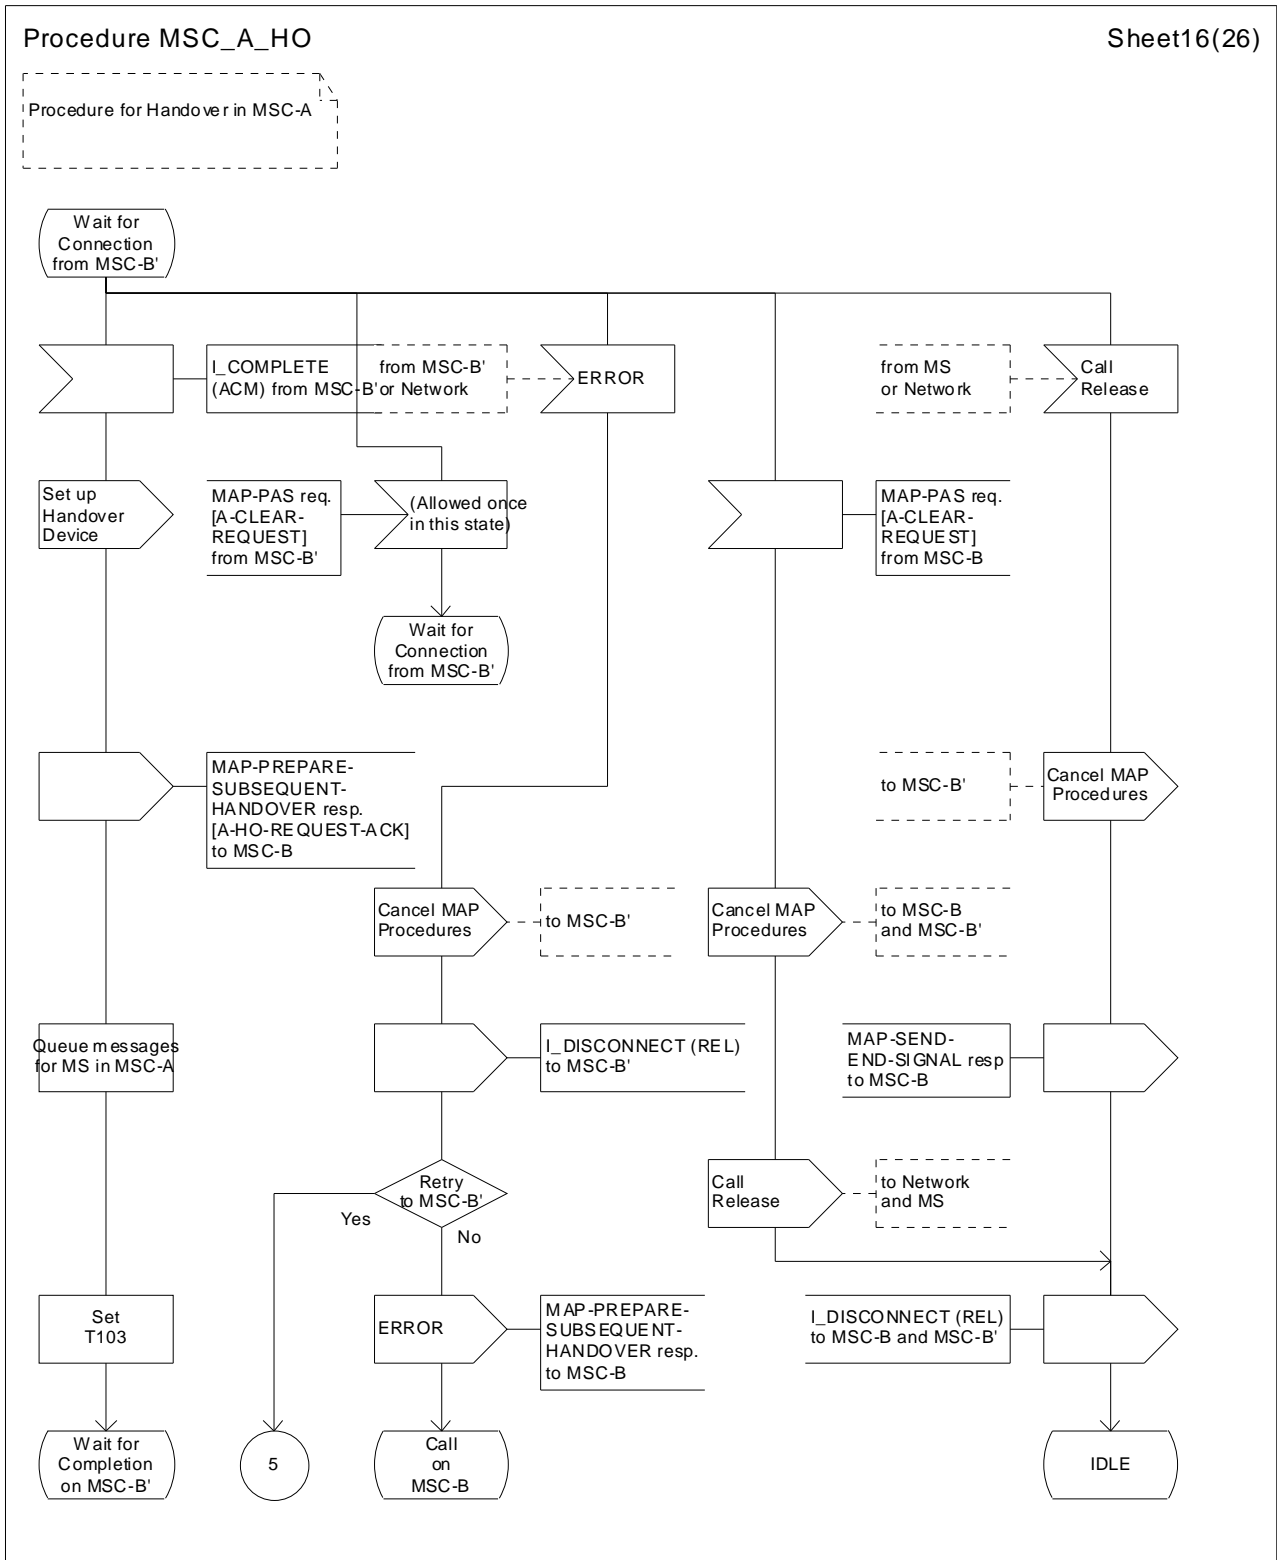 Procedure MSC_A_HO
Sheet16(26)
Procedure for Handover in MSC-A
Wait for
Connection
from MSC-B'
I_COMPLETE
(ACM) from MSC-B'
from MSC-B'
or Network
ERROR
from MS
or Network
Call
Release
Set up
Handover
Device
MAP-PAS req.
[A-CLEAR-
REQUEST]
from MSC-B'
(Allowed once
in this state)
MAP-PAS req.
[A-CLEAR-
REQUEST]
from MSC-B
Wait for
Connection
from MSC-B'
MAP-PREPARE-
SUBSEQUENT-
HANDOVER resp.
[A-HO-REQUEST-ACK]
to MSC-B
to MSC-B'
Cancel MAP
Procedures
Cancel MAP
Procedures
to MSC-B'
Cancel MAP
Procedures
to MSC-B
and MSC-B'
Queue messages
for MS in MSC-A
I_DISCONNECT (REL)
to MSC-B'
MAP-SEND-
END-SIGNAL resp
to MSC-B
Retry
to MSC-B'
Yes
No
Call
Release
to Network
and MS
Set
T103
ERROR
MAP-PREPARE-
SUBSEQUENT-
HANDOVER resp.
to MSC-B
I_DISCONNECT (REL)
to MSC-B and MSC-B'
Wait for
Completion
on MSC-B'
5
Call
on
MSC-B
IDLE